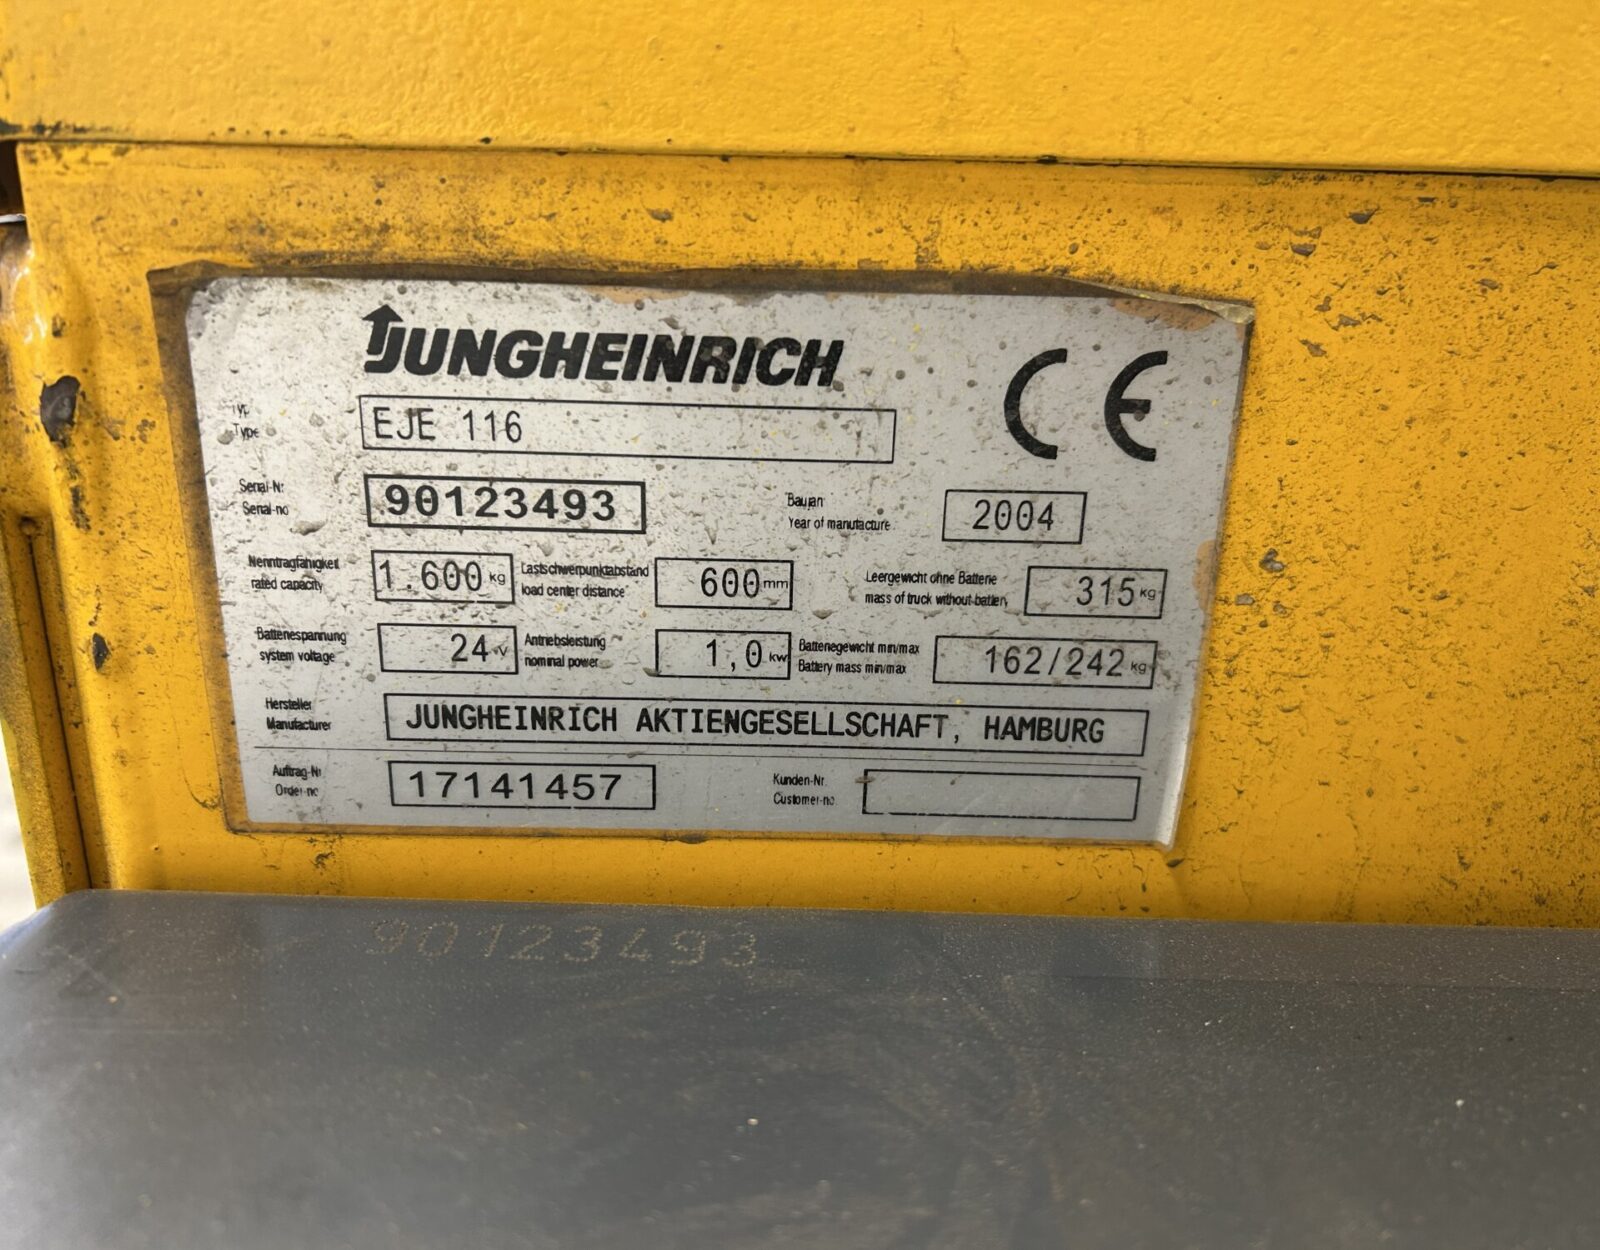 JUNGHEINRICH
CE
Type
EJE 116
Serial-Nr
Serial-no
90123493
Baujahr
Year of manufacture
2004
Nenntragfähigkeit
rated capacity
1.600 kg
Lastschwerpunktabstand
load center distance
600 mm
Leergewicht ohne Batterie
mass of truck without batterie
315 kg
Batteriespannung
system voltage
24 V
Antriebsleistung
nominal power
1,0 kw
Batteriegewicht min/max
Battery mass min/max
162/242 kg
Hersteller
Manufacturer
JUNGHEINRICH AKTIENGESELLSCHAFT, HAMBURG
Auftrag-Nr
Order-no
17141457
Kunden-Nr.
Customer-no.
90123493